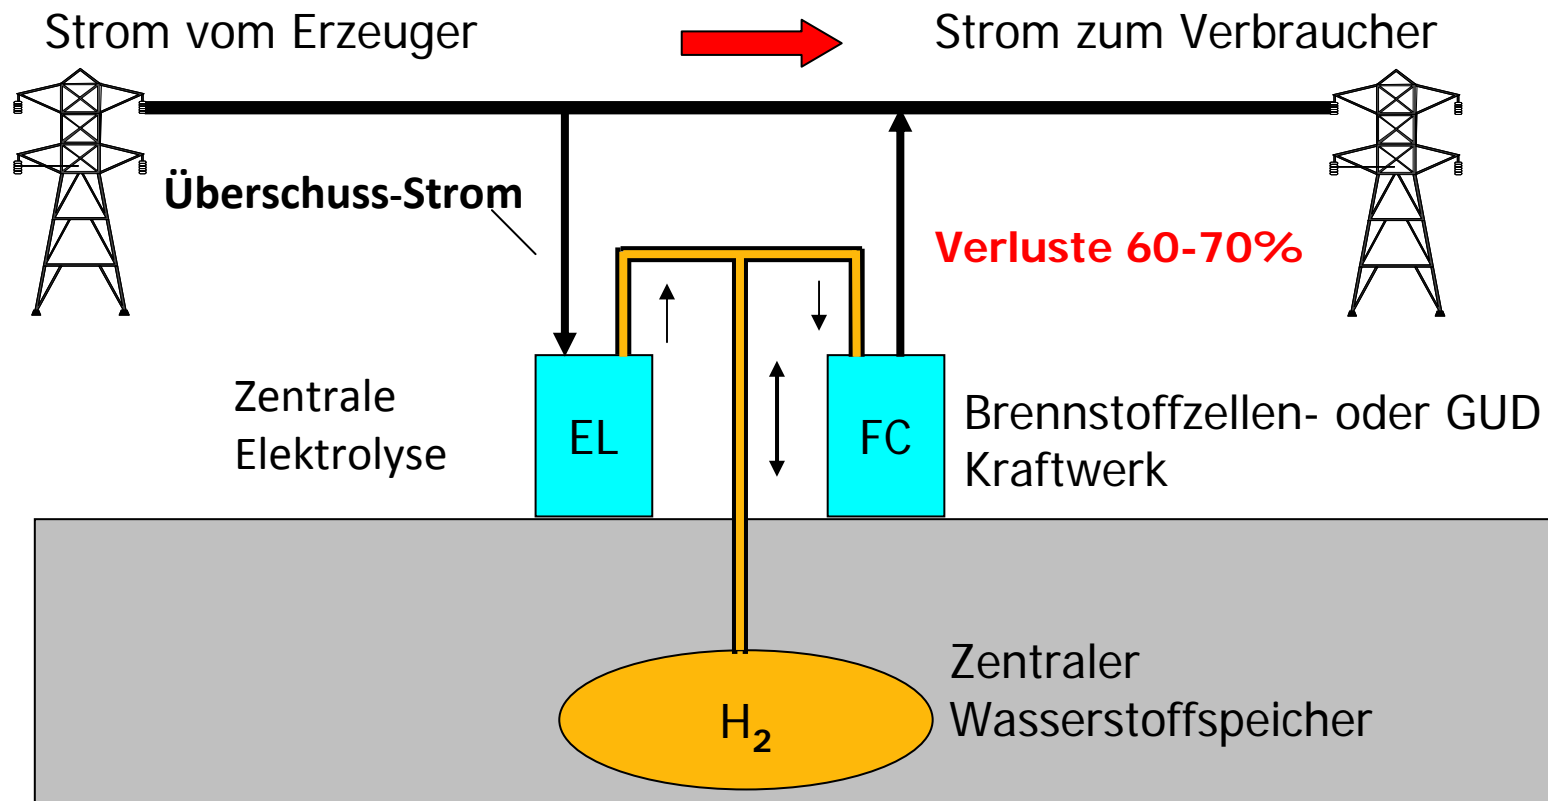 Strom vom Erzeuger
Strom zum Verbraucher
Überschuss-Strom
Verluste 60-70%
Zentrale
Elektrolyse
EL
FC
Brennstoffzellen- oder GUD
Kraftwerk
Zentraler
Wasserstoffspeicher
H₂